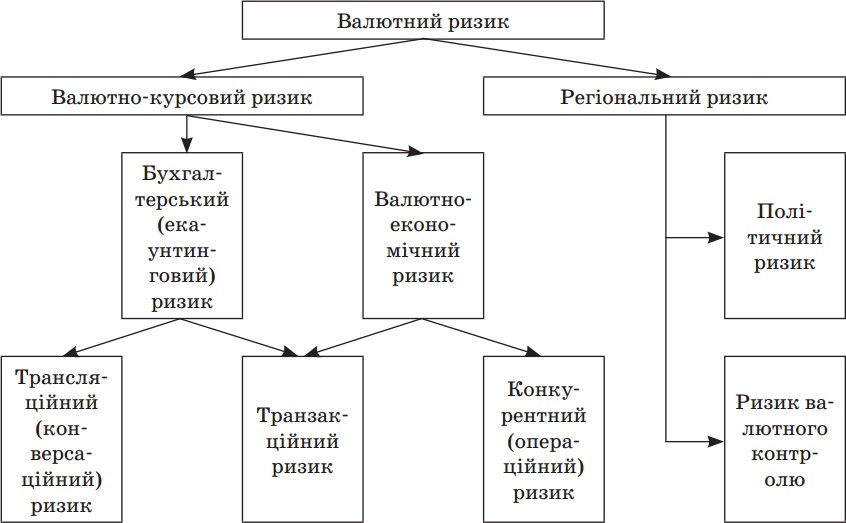 Валютний ризик
Валютно-курсовий ризик
Регіональний ризик
Бухгал-
терський
(ека-
унтин-
говий)
ризик
Валютно-
еконо-
мічний
ризик
Полі-
тичний
ризик
Трансля-
ційний
(кон-
верса-
ційний)
ризик
Транзак-
ційний
ризик
Конку-
рентний
(опера-
ційний)
ризик
Ризик ва-
лютного
контр-
олю